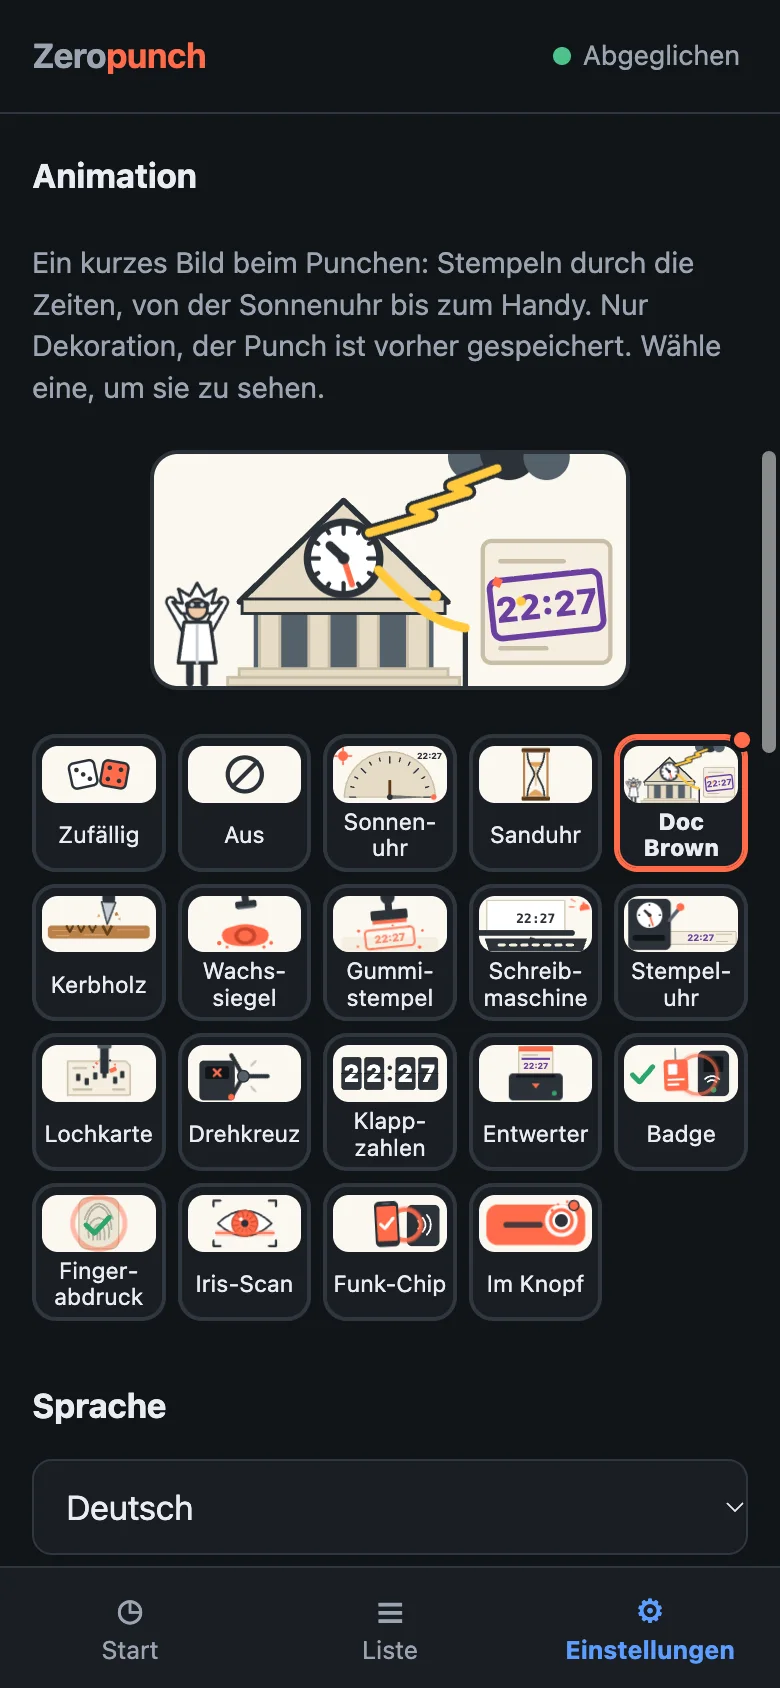 Zeropunch
Abgeglichen
Animation
Ein kurzes Bild beim Punchen: Stempeln durch die
Zeiten, von der Sonnenuhr bis zum Handy. Nur
Dekoration, der Punch ist vorher gespeichert. Wähle
eine, um sie zu sehen.
22:27
22:27
22:27
Zufällig
Aus
Sonnen-
uhr
Sanduhr
Doc
Brown
22:27
22:27
22:27
Kerbholz
Wachs-
siegel
Gummi-
stempel
Schreib-
maschine
Stempel-
uhr
22:27
22:27
Lochkarte
Drehkreuz
Klapp-
zahlen
Entwerter
Badge
Finger-
abdruck
Iris-Scan
Funk-Chip
Im Knopf
Sprache
Deutsch
Start
Liste
Einstellungen